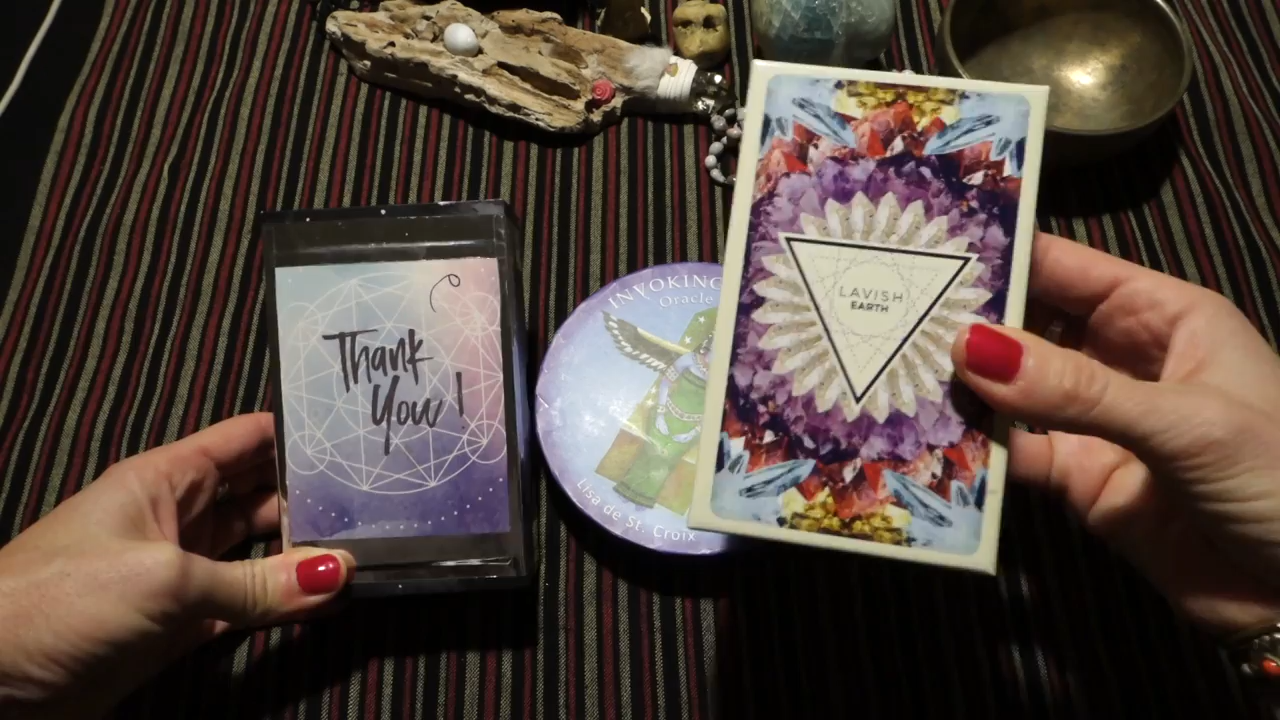 Thank
You!
INVOKING
Oracle
Lisa de St. Croix
LAVISH
EARTH